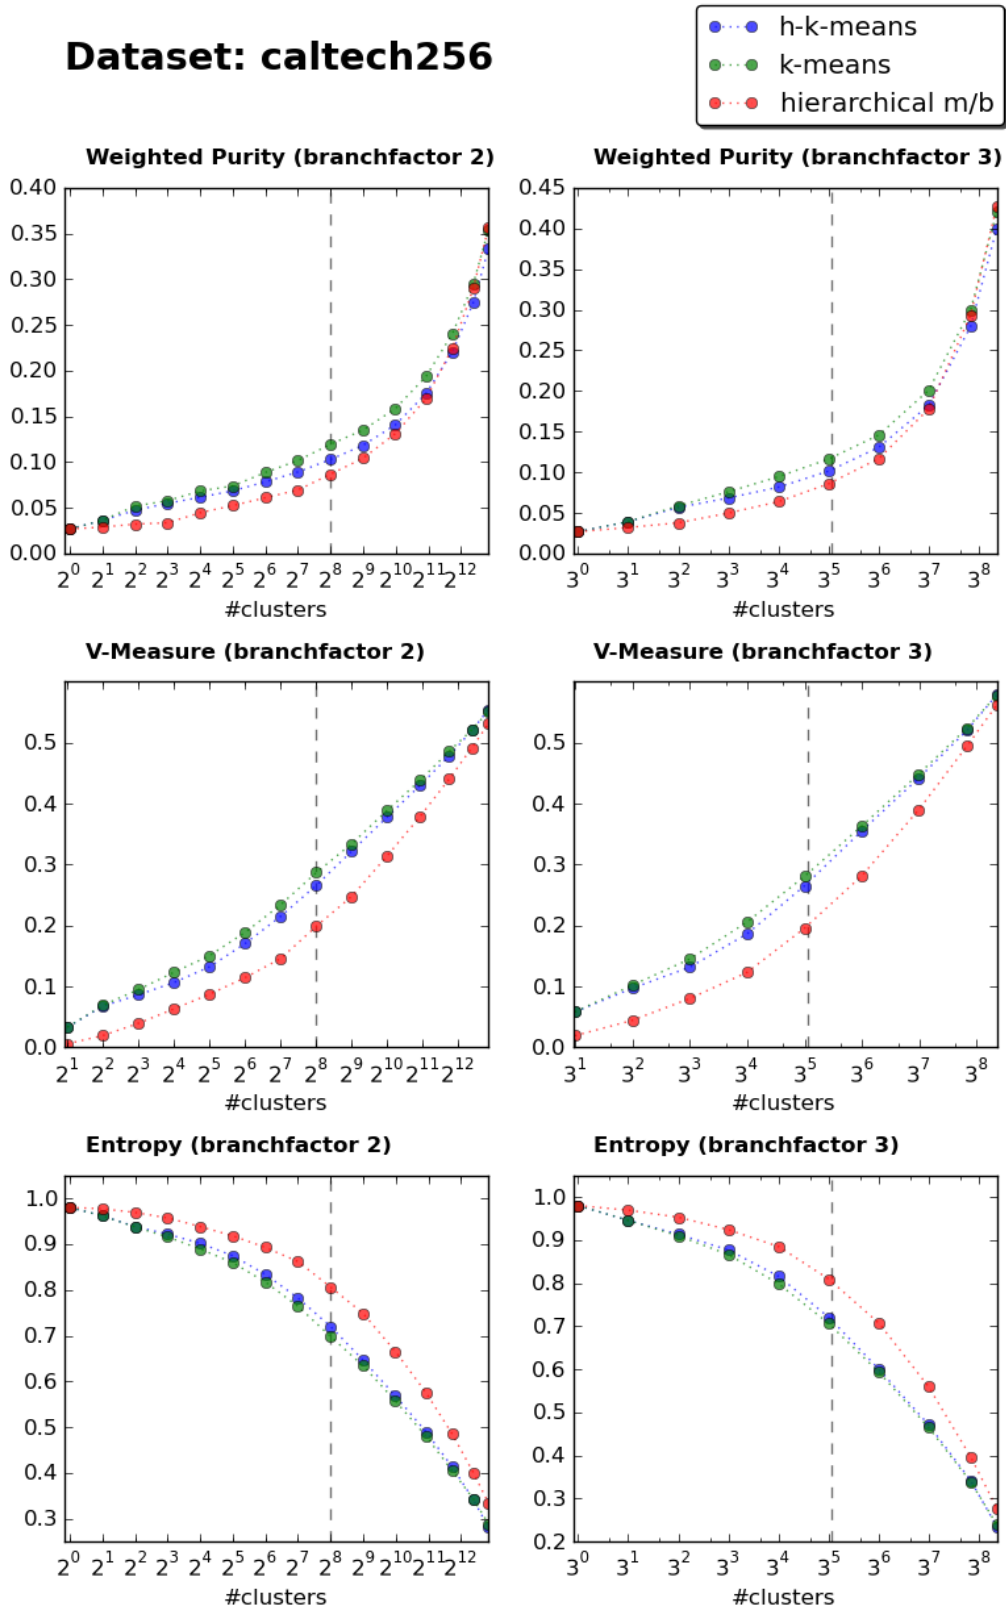 Dataset: caltech256
h-k-means
k-means
hierarchical m/b
Weighted Purity (branchfactor 2)
0.40
0.35
0.30
0.25
0.20
0.15
0.10
0.05
0.00
2^0 2^1 2^2 2^3 2^4 2^5 2^6 2^7 2^8 2^9 2^10 2^11 2^12
#clusters
Weighted Purity (branchfactor 3)
0.45
0.40
0.35
0.30
0.25
0.20
0.15
0.10
0.05
0.00
3^0 3^1 3^2 3^3 3^4 3^5 3^6 3^7 3^8
#clusters
V-Measure (branchfactor 2)
0.5
0.4
0.3
0.2
0.1
0.0
2^1 2^2 2^3 2^4 2^5 2^6 2^7 2^8 2^9 2^10 2^11 2^12
#clusters
V-Measure (branchfactor 3)
0.5
0.4
0.3
0.2
0.1
0.0
3^1 3^2 3^3 3^4 3^5 3^6 3^7 3^8
#clusters
Entropy (branchfactor 2)
1.0
0.9
0.8
0.7
0.6
0.5
0.4
0.3
2^0 2^1 2^2 2^3 2^4 2^5 2^6 2^7 2^8 2^9 2^10 2^11 2^12
#clusters
Entropy (branchfactor 3)
1.0
0.9
0.8
0.7
0.6
0.5
0.4
0.3
0.2
3^0 3^1 3^2 3^3 3^4 3^5 3^6 3^7 3^8
#clusters